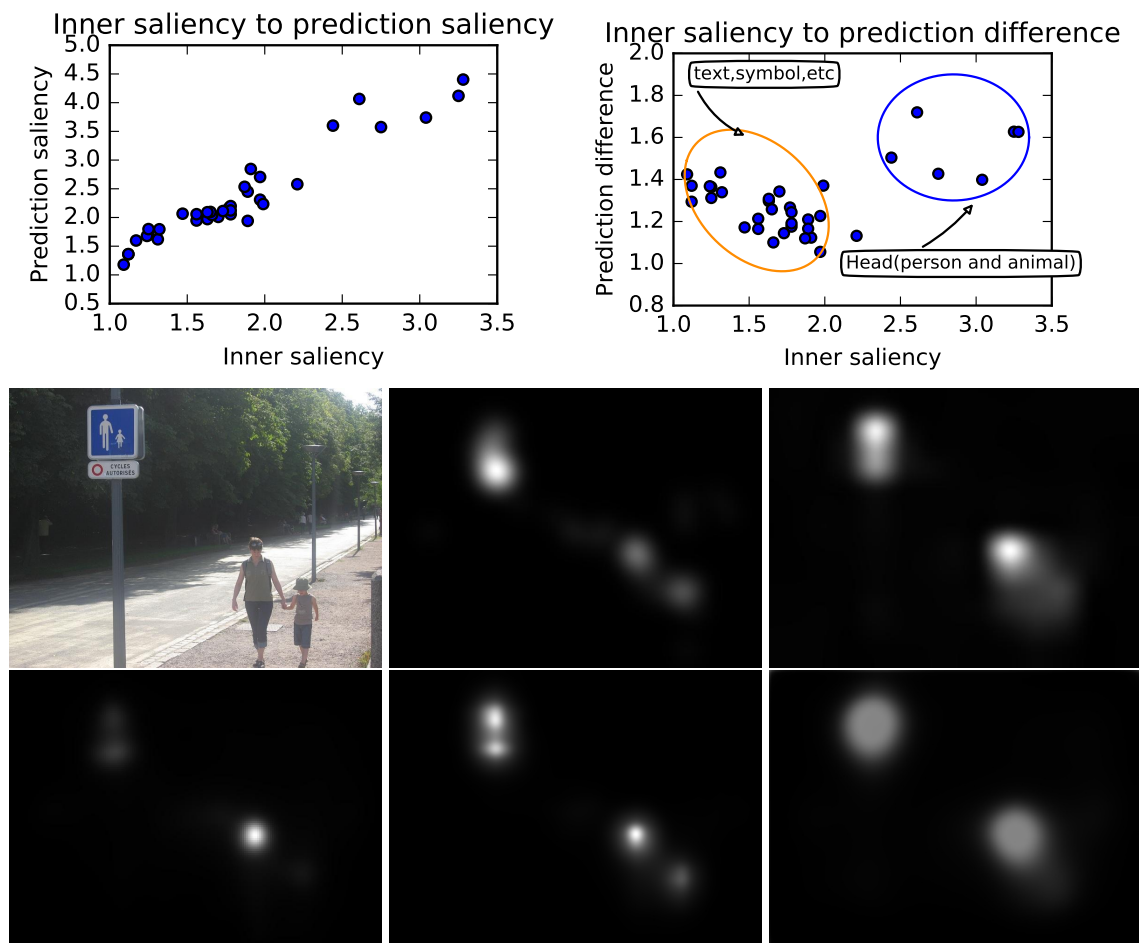 Inner saliency to prediction saliency
5.0
4.5
4.0
3.5
3.0
2.5
2.0
1.5
1.0
0.5
Prediction saliency
1.0 1.5 2.0 2.5 3.0 3.5
Inner saliency
Inner saliency to prediction difference
2.0
1.8
1.6
1.4
1.2
1.0
0.8
Prediction difference
text,symbol,etc
Head(person and animal)
1.0 1.5 2.0 2.5 3.0 3.5
Inner saliency
CYCLES
AUTORISÉS